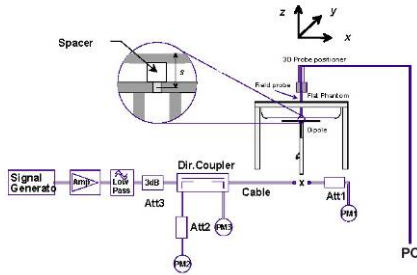 z
y
x
Spacer
s
3D Probe positioner
Field probe
Flat Phantom
Dipole
Signal
Generato
Amp
Low
Pass
3dB
Att3
Dir.Coupler
Cable
x
Att1
PM1
Att2
PM3
PM2
PC